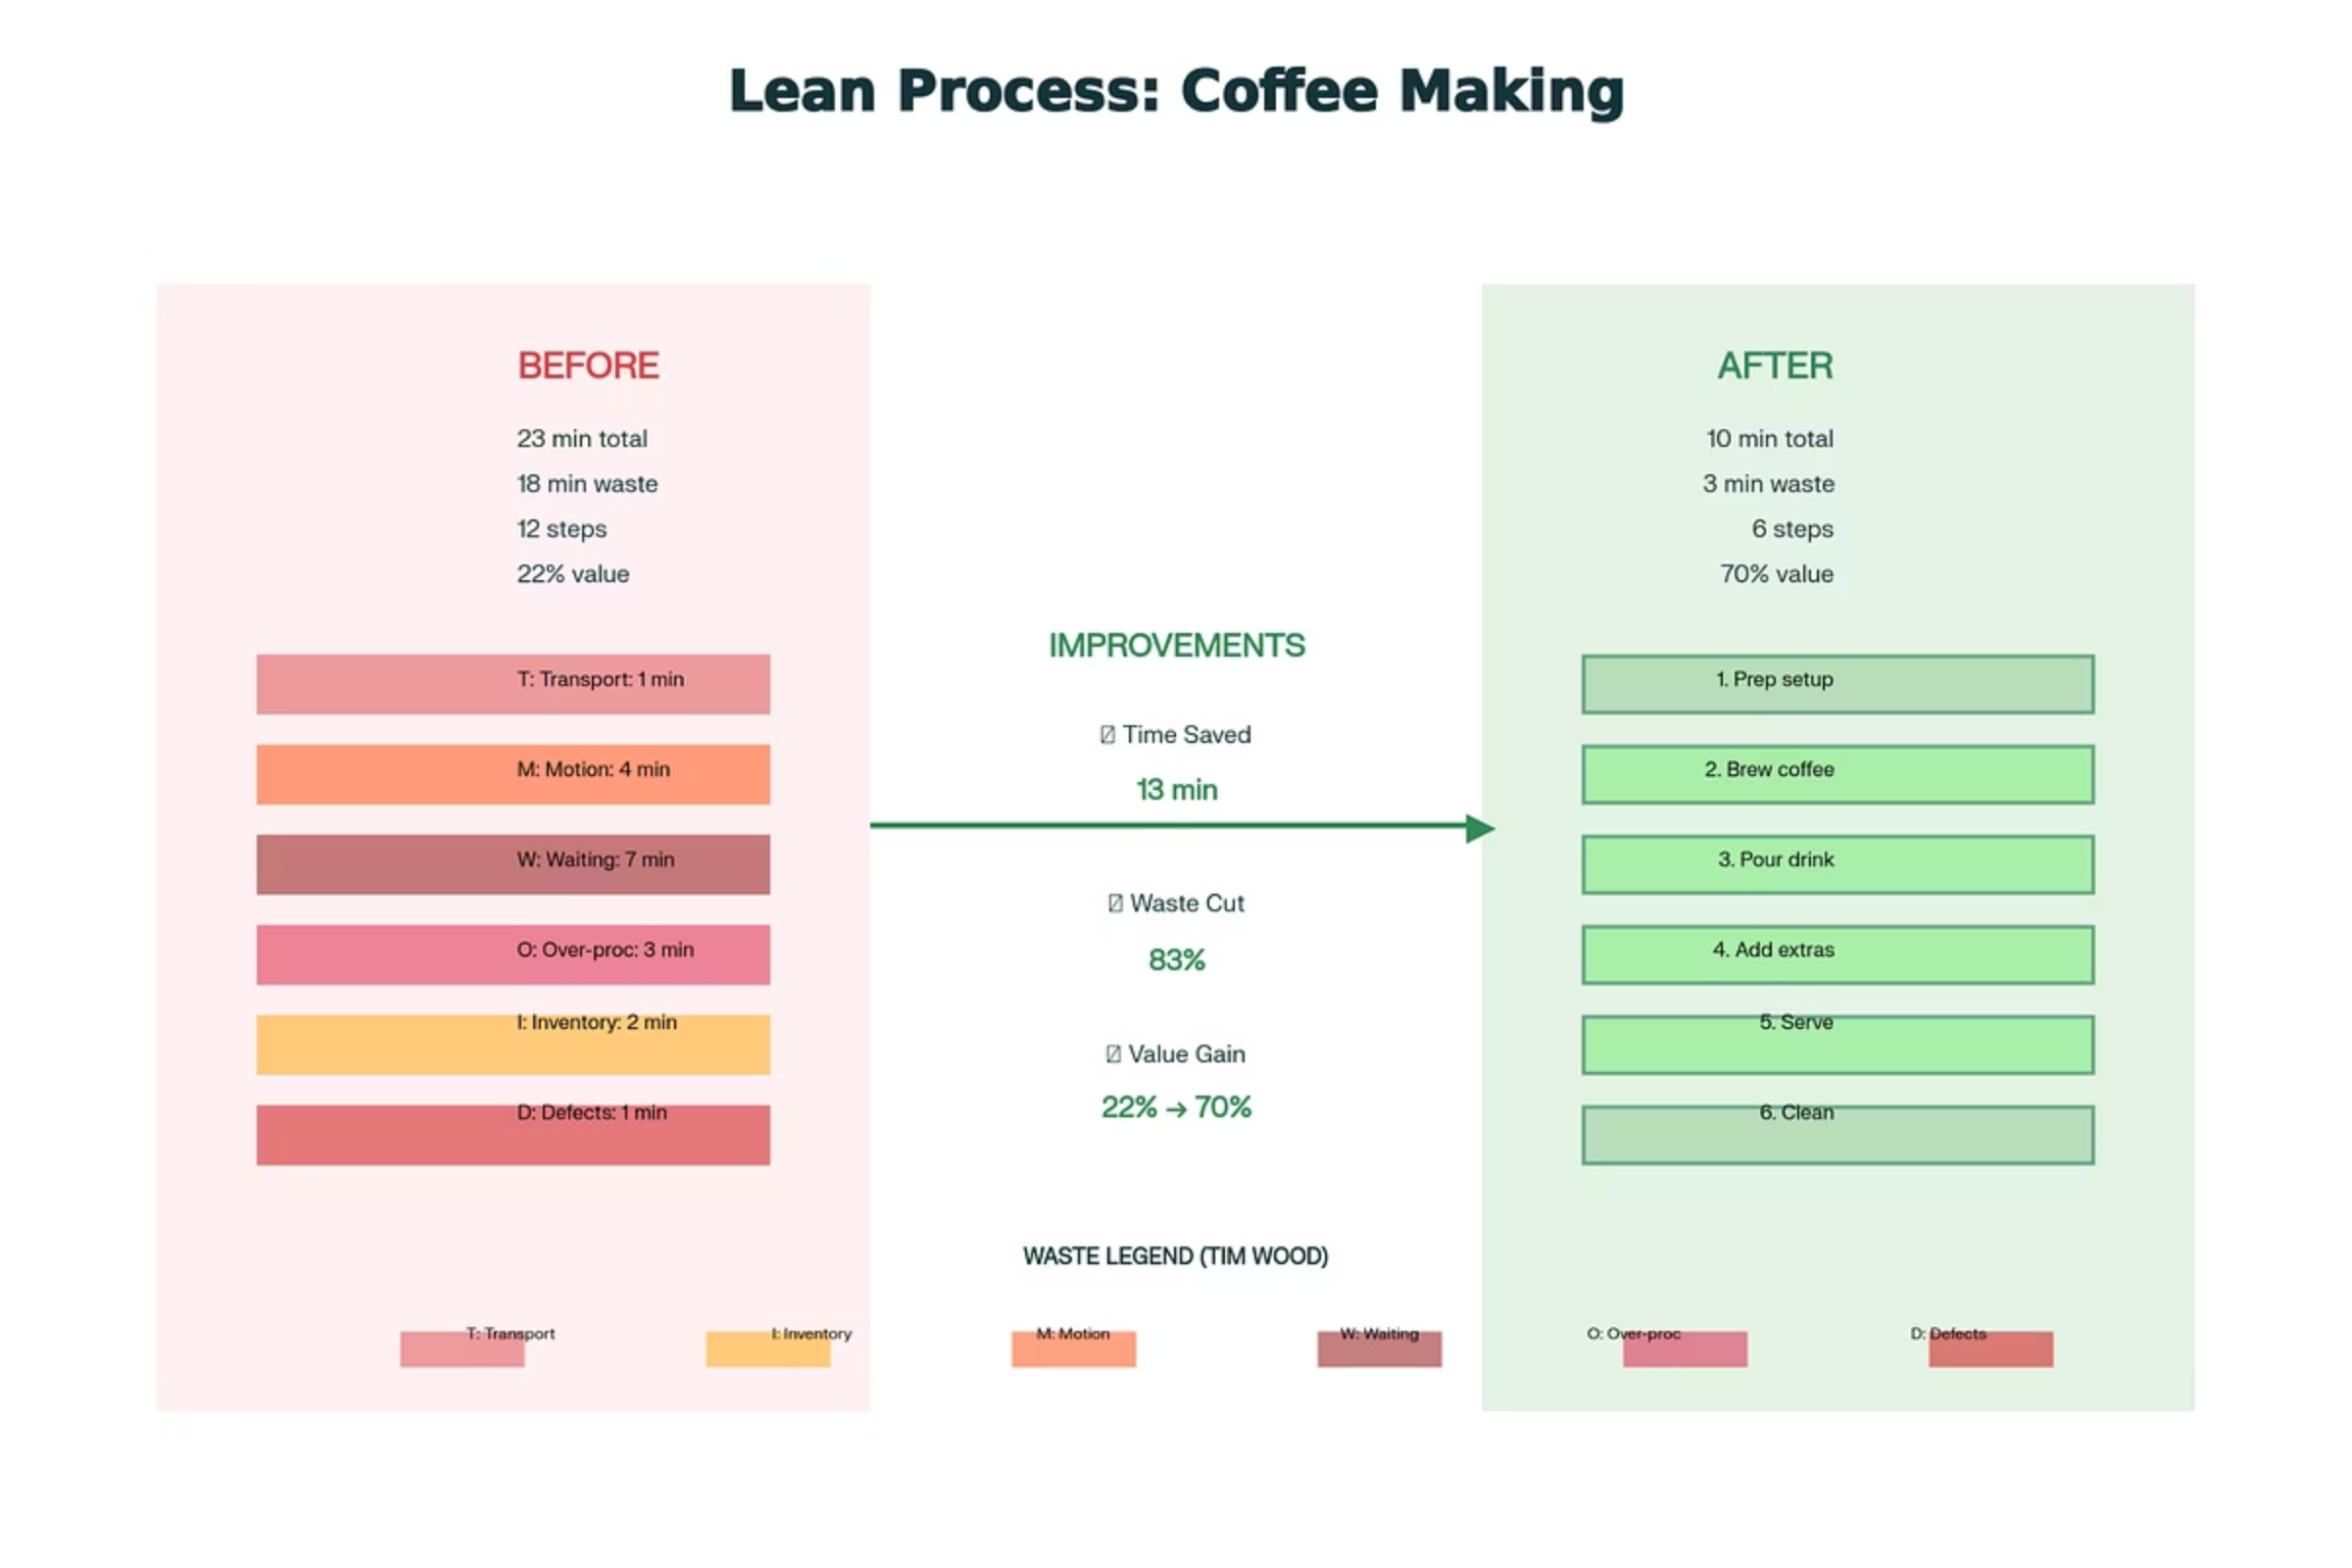 Lean Process: Coffee Making
BEFORE
23 min total
18 min waste
12 steps
22% value
T: Transport: 1 min
M: Motion: 4 min
W: Waiting: 7 min
O: Over-proc: 3 min
I: Inventory: 2 min
D: Defects: 1 min
IMPROVEMENTS
Time Saved
13 min
Waste Cut
83%
Value Gain
22% → 70%
AFTER
10 min total
3 min waste
6 steps
70% value
1. Prep setup
2. Brew coffee
3. Pour drink
4. Add extras
5. Serve
6. Clean
WASTE LEGEND (TIM WOOD)
T: Transport
I: Inventory
M: Motion
W: Waiting
O: Over-proc
D: Defects